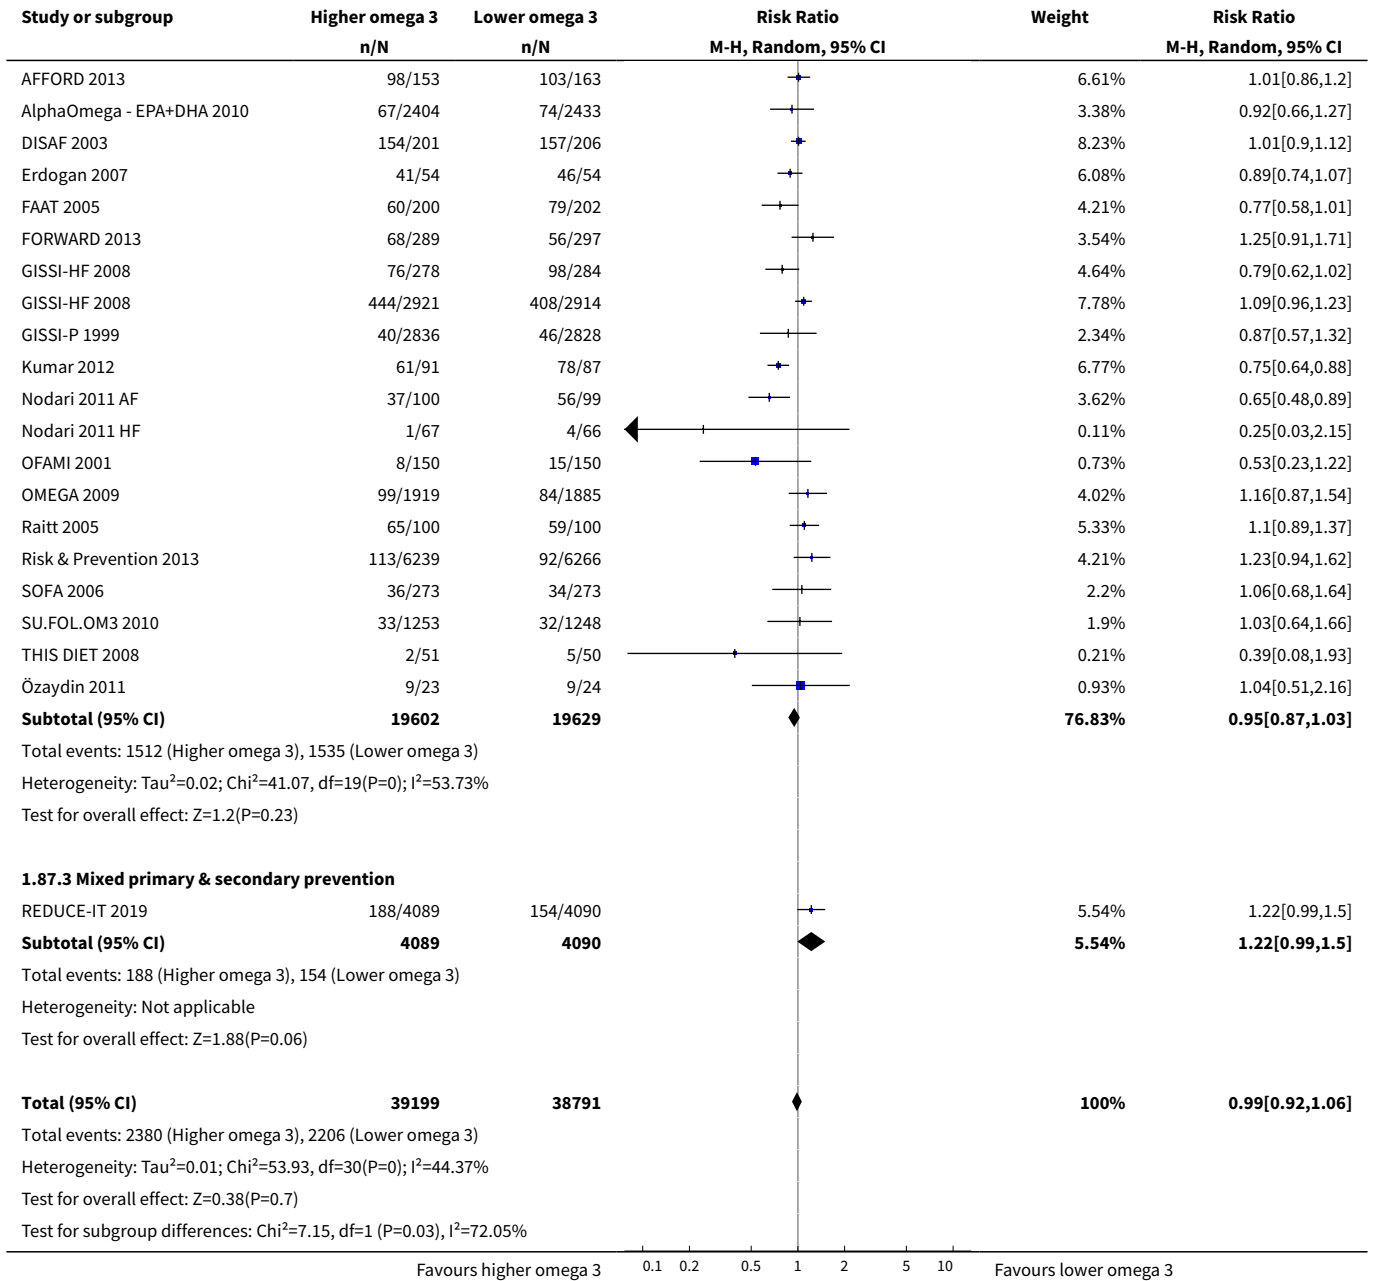 Study or subgroup Higher omega 3 Lower omega 3 Risk Ratio Weight Risk Ratio
n/N n/N M-H, Random, 95% CI M-H, Random, 95% CI
AFFORD 2013 98/153 103/163 6.61% 1.01[0.86,1.2]
AlphaOmega - EPA+DHA 2010 67/2404 74/2433 3.38% 0.92[0.66,1.27]
DISAF 2003 154/201 157/206 8.23% 1.01[0.9,1.12]
Erdogan 2007 41/54 46/54 6.08% 0.89[0.74,1.07]
FAAT 2005 60/200 79/202 4.21% 0.77[0.58,1.01]
FORWARD 2013 68/289 56/297 3.54% 1.25[0.91,1.71]
GISSI-HF 2008 76/278 98/284 4.64% 0.79[0.62,1.02]
GISSI-HF 2008 444/2921 408/2914 7.78% 1.09[0.96,1.23]
GISSI-P 1999 40/2836 46/2828 2.34% 0.87[0.57,1.32]
Kumar 2012 61/91 78/87 6.77% 0.75[0.64,0.88]
Nodari 2011 AF 37/100 56/99 3.62% 0.65[0.48,0.89]
Nodari 2011 HF 1/67 4/66 0.11% 0.25[0.03,2.15]
OFAMI 2001 8/150 15/150 0.73% 0.53[0.23,1.22]
OMEGA 2009 99/1919 84/1885 4.02% 1.16[0.87,1.54]
Raitt 2005 65/100 59/100 5.33% 1.1[0.89,1.37]
Risk & Prevention 2013 113/6239 92/6266 4.21% 1.23[0.94,1.62]
SOFA 2006 36/273 34/273 2.2% 1.06[0.68,1.64]
SU.FOL.OM3 2010 33/1253 32/1248 1.9% 1.03[0.64,1.66]
THIS DIET 2008 2/51 5/50 0.21% 0.39[0.08,1.93]
Özaydin 2011 9/23 9/24 0.93% 1.04[0.51,2.16]
Subtotal (95% CI) 19602 19629 76.83% 0.95[0.87,1.03]
Total events: 1512 (Higher omega 3), 1535 (Lower omega 3)
Heterogeneity: Tau²=0.02; Chi²=41.07, df=19(P=0); I²=53.73%
Test for overall effect: Z=1.2(P=0.23)
1.87.3 Mixed primary & secondary prevention
REDUCE-IT 2019 188/4089 154/4090 5.54% 1.22[0.99,1.5]
Subtotal (95% CI) 4089 4090 5.54% 1.22[0.99,1.5]
Total events: 188 (Higher omega 3), 154 (Lower omega 3)
Heterogeneity: Not applicable
Test for overall effect: Z=1.88(P=0.06)
Total (95% CI) 39199 38791 100% 0.99[0.92,1.06]
Total events: 2380 (Higher omega 3), 2206 (Lower omega 3)
Heterogeneity: Tau²=0.01; Chi²=53.93, df=30(P=0); I²=44.37%
Test for overall effect: Z=0.38(P=0.7)
Test for subgroup differences: Chi²=7.15, df=1 (P=0.03), I²=72.05%
Favours higher omega 3 0.1 0.2 0.5 1 2 5 10 Favours lower omega 3